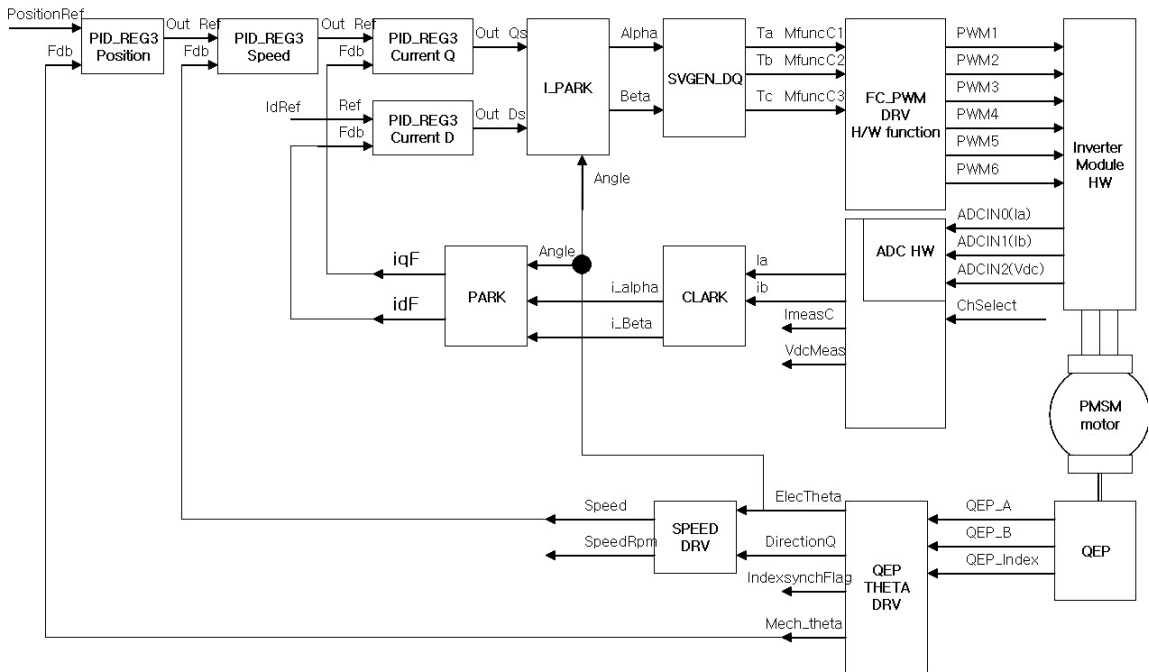 PositionRef
Fdb
PID_REG3
Position
Out Ref
Fdb
PID_REG3
Speed
Out Ref
Fdb
PID_REG3
Current Q
Out Qs
IdRef
Ref
Fdb
PID_REG3
Current D
Out Ds
I_PARK
Angle
Alpha
Beta
SVGEN_DQ
Ta MfuncC1
Tb MfuncC2
Tc MfuncC3
FC_PWM
DRV
H/W function
PWM1
PWM2
PWM3
PWM4
PWM5
PWM6
Inverter
Module
HW
ADCIN0(Ia)
ADCIN1(Ib)
ADCIN2(Vdc)
ChSelect
ADC HW
Ia
ib
ImeasC
VdcMeas
CLARK
i_alpha
i_Beta
Angle
PARK
iqF
idF
PMSM
motor
QEP
QEP_A
QEP_B
QEP_Index
QEP
THETA
DRV
ElecTheta
DirectionQ
IndexsynchFlag
Mech_theta
SPEED
DRV
Speed
SpeedRpm